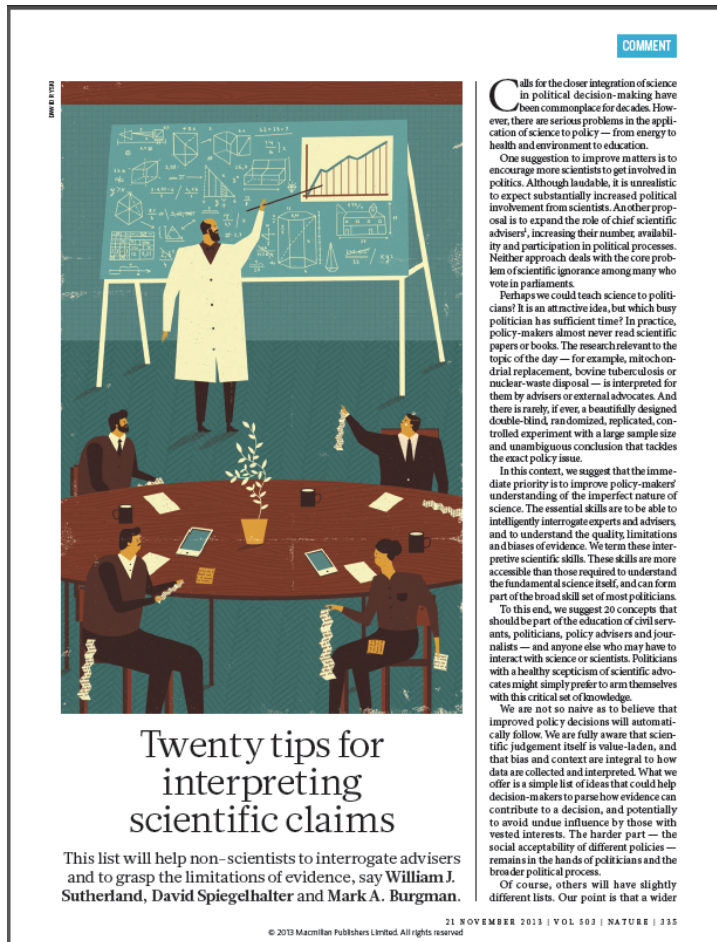 COMMENT
DAVID RYSKI
Calls for the closer integration of science
in political decision-making have
been commonplace for decades. How-
ever, there are serious problems in the appli-
cation of science to policy — from energy to
health and environment to education.
One suggestion to improve matters is to
encourage more scientists to get involved in
politics. Although laudable, it is unrealistic
to expect substantially increased political
involvement from scientists. Another prop-
osal is to expand the role of chief scientific
advisers¹, increasing their number, availabil-
ity and participation in political processes.
Neither approach deals with the core prob-
lem of scientific ignorance among many who
vote in parliaments.
Perhaps we could teach science to politi-
cians? It is an attractive idea, but which busy
politician has sufficient time? In practice,
policy-makers almost never read scientific
papers or books. The research relevant to the
topic of the day — for example, mitochon-
drial replacement, bovine tuberculosis or
nuclear-waste disposal — is interpreted for
them by advisers or external advocates. And
there is rarely, if ever, a beautifully designed
double-blind, randomized, replicated, con-
trolled experiment with a large sample size
and unambiguous conclusion that tackles
the exact policy issue.
In this context, we suggest that the imme-
diate priority is to improve policy-makers'
understanding of the imperfect nature of
science. The essential skills are to be able to
intelligently interrogate experts and advisers,
and to understand the quality, limitations
and biases of evidence. We term these inter-
pretive scientific skills. These skills are more
accessible than those required to understand
the fundamental science itself, and can form
part of the broad skill set of most politicians.
To this end, we suggest 20 concepts that
should be part of the education of civil serv-
ants, politicians, policy advisers and jour-
nalists — and anyone else who may have to
interact with science or scientists. Politicians
with a healthy scepticism of scientific advo-
cates might simply prefer to arm themselves
with this critical set of knowledge.
We are not so naive as to believe that
improved policy decisions will automati-
cally follow. We are fully aware that scien-
tific judgement itself is value-laden, and
that bias and context are integral to how
data are collected and interpreted. What we
offer is a simple list of ideas that could help
decision-makers to parse how evidence can
contribute to a decision, and potentially
to avoid undue influence by those with
vested interests. The harder part — the
social acceptability of different policies —
remains in the hands of politicians and the
broader political process.
Of course, others will have slightly
different lists. Our point is that a wider
Twenty tips for
interpreting
scientific claims
This list will help non-scientists to interrogate advisers
and to grasp the limitations of evidence, say William J.
Sutherland, David Spiegelhalter and Mark A. Burgman.
21 NOVEMBER 2013 | VOL 503 | NATURE | 335
© 2013 Macmillan Publishers Limited. All rights reserved